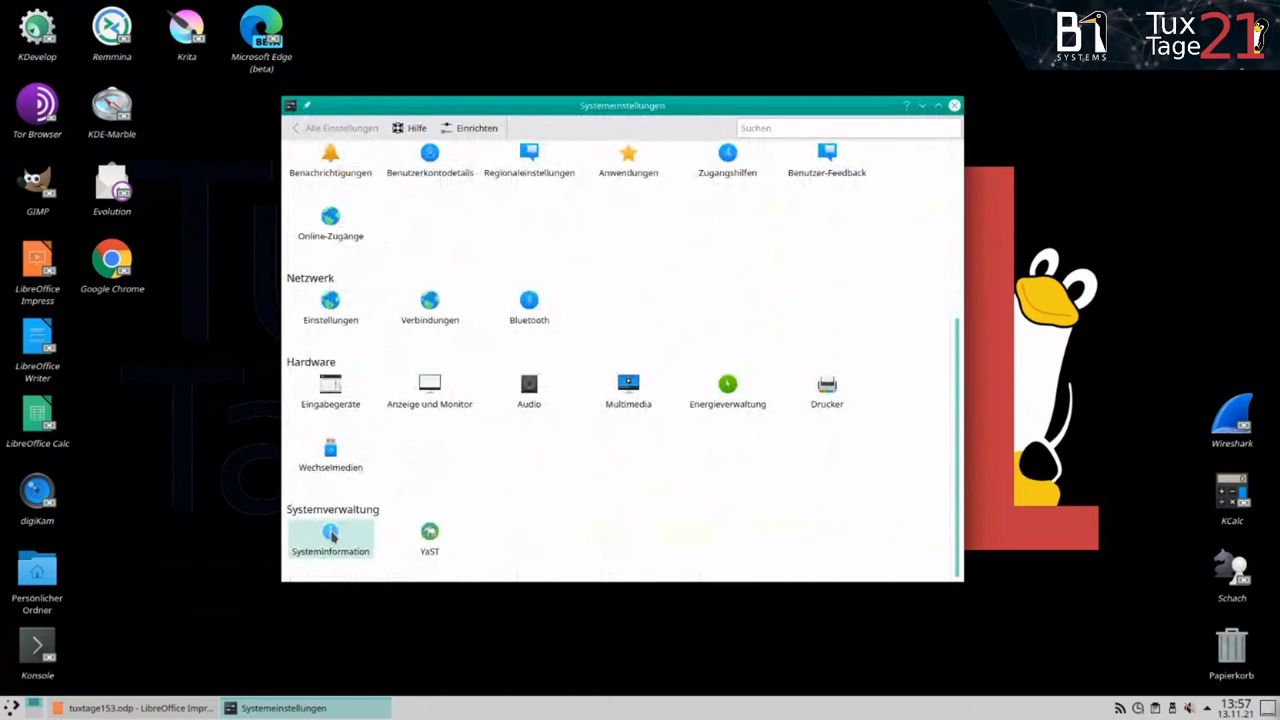 KDevelop
Remmina
Krita
Microsoft Edge
(beta)
BETA
B1
SYSTEMS
Tux
Tage
21
Tor Browser
KDE-Marble
GIMP
Evolution
LibreOffice
Impress
Google Chrome
LibreOffice
Writer
LibreOffice Calc
digiKam
Persönlicher
Ordner
Konsole
Systemeinstellungen
Alle Einstellungen
Hilfe
Einrichten
Suchen
Benachrichtigungen
Benutzerkontodetails
Regionaleinstellungen
Anwendungen
Zugangshilfen
Benutzer-Feedback
Online-Zugänge
Netzwerk
Einstellungen
Verbindungen
Bluetooth
Hardware
Eingabegeräte
Anzeige und Monitor
Audio
Multimedia
Energieverwaltung
Drucker
Wechselmedien
Systemverwaltung
Systeminformation
YaST
Wireshark
KCalc
Schach
Papierkorb
tuxtage153.odp - LibreOffice Impr...
Systemeinstellungen
13:57
13.11.21